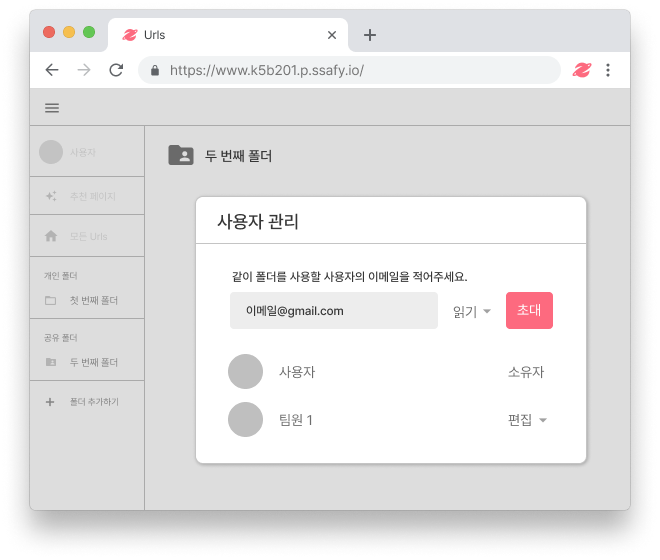 Urls
https://www.k5b201.p.ssafy.io/
사용자
추천 페이지
모든 Urls
개인 폴더
첫 번째 폴더
공유 폴더
두 번째 폴더
폴더 추가하기
두 번째 폴더
사용자 관리
같이 폴더를 사용할 사용자의 이메일을 적어주세요.
이메일@gmail.com 읽기 초대
사용자 소유자
팀원 1 편집